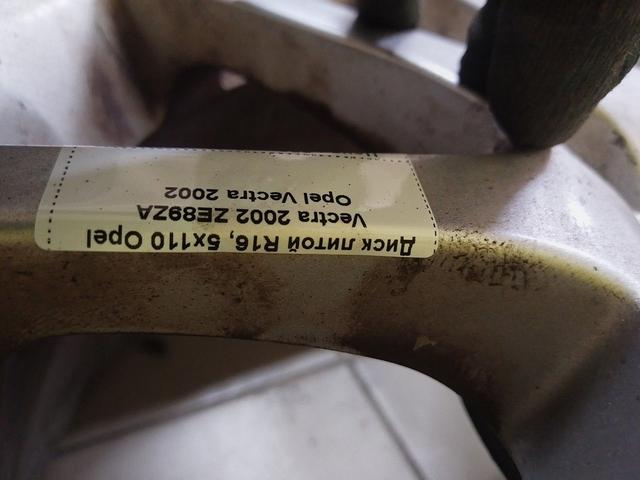 Диск литой R16, 5x110 Opel
Vectra 2002 ZE89ZA
Opel Vectra 2002